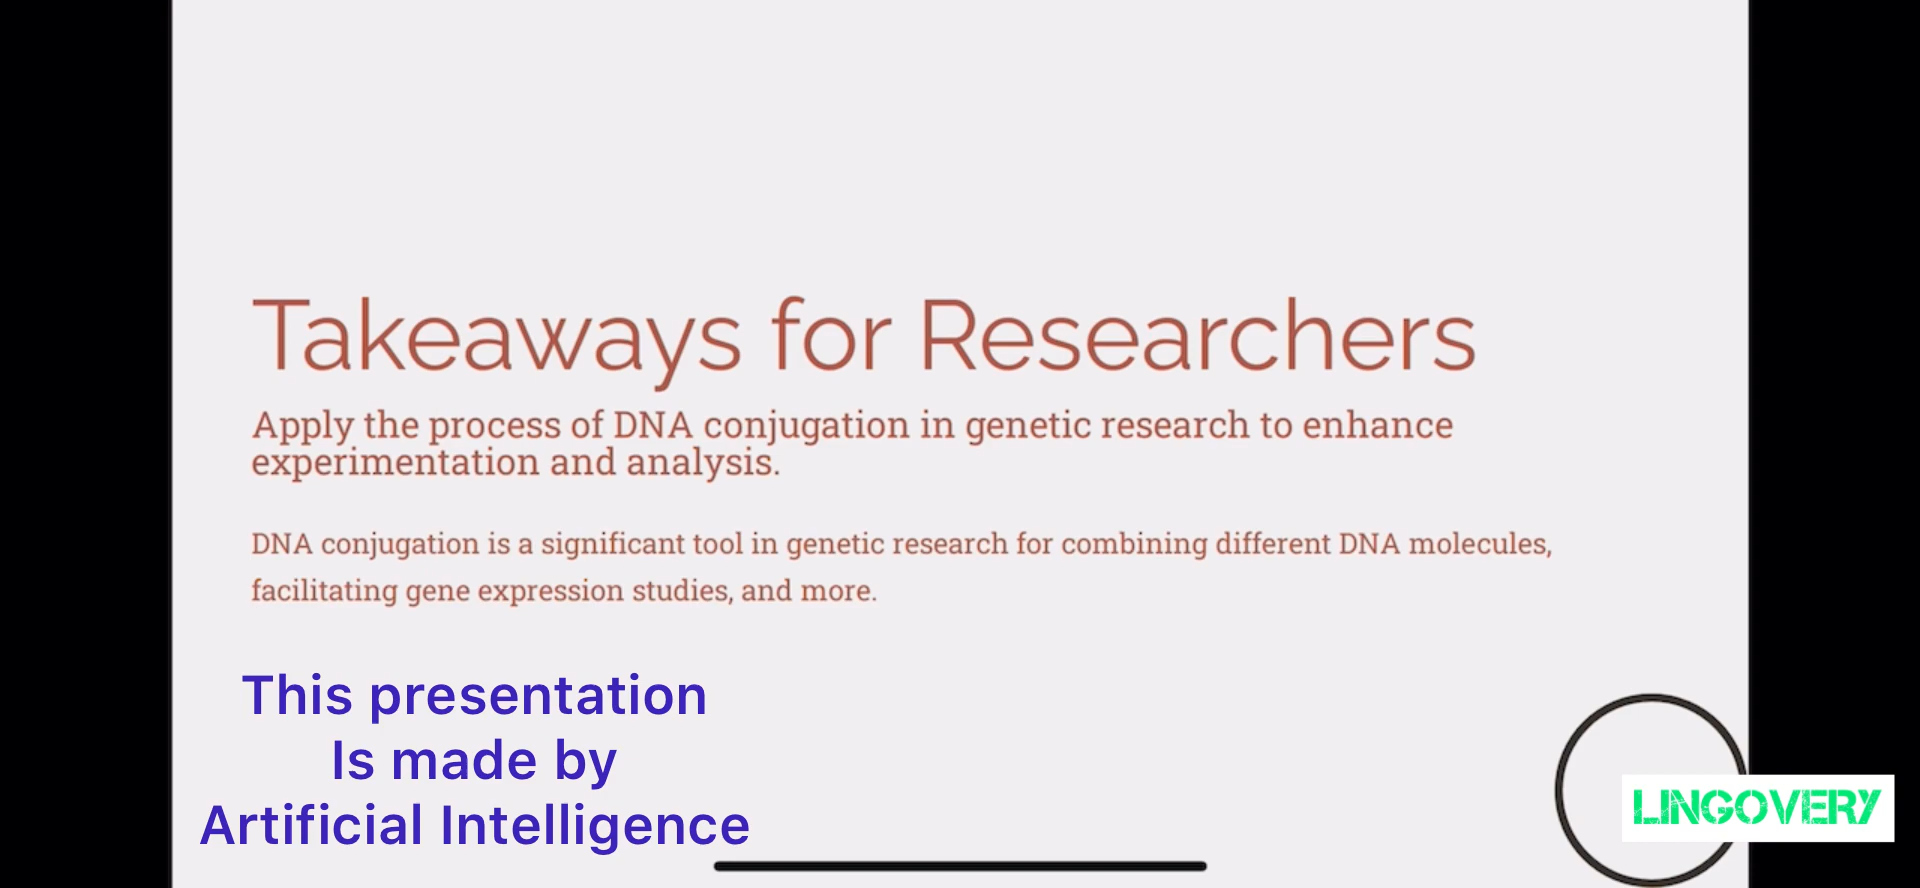 Takeaways for Researchers
Apply the process of DNA conjugation in genetic research to enhance
experimentation and analysis.
DNA conjugation is a significant tool in genetic research for combining different DNA molecules,
facilitating gene expression studies, and more.
This presentation
Is made by
Artificial Intelligence
LINGOVERY